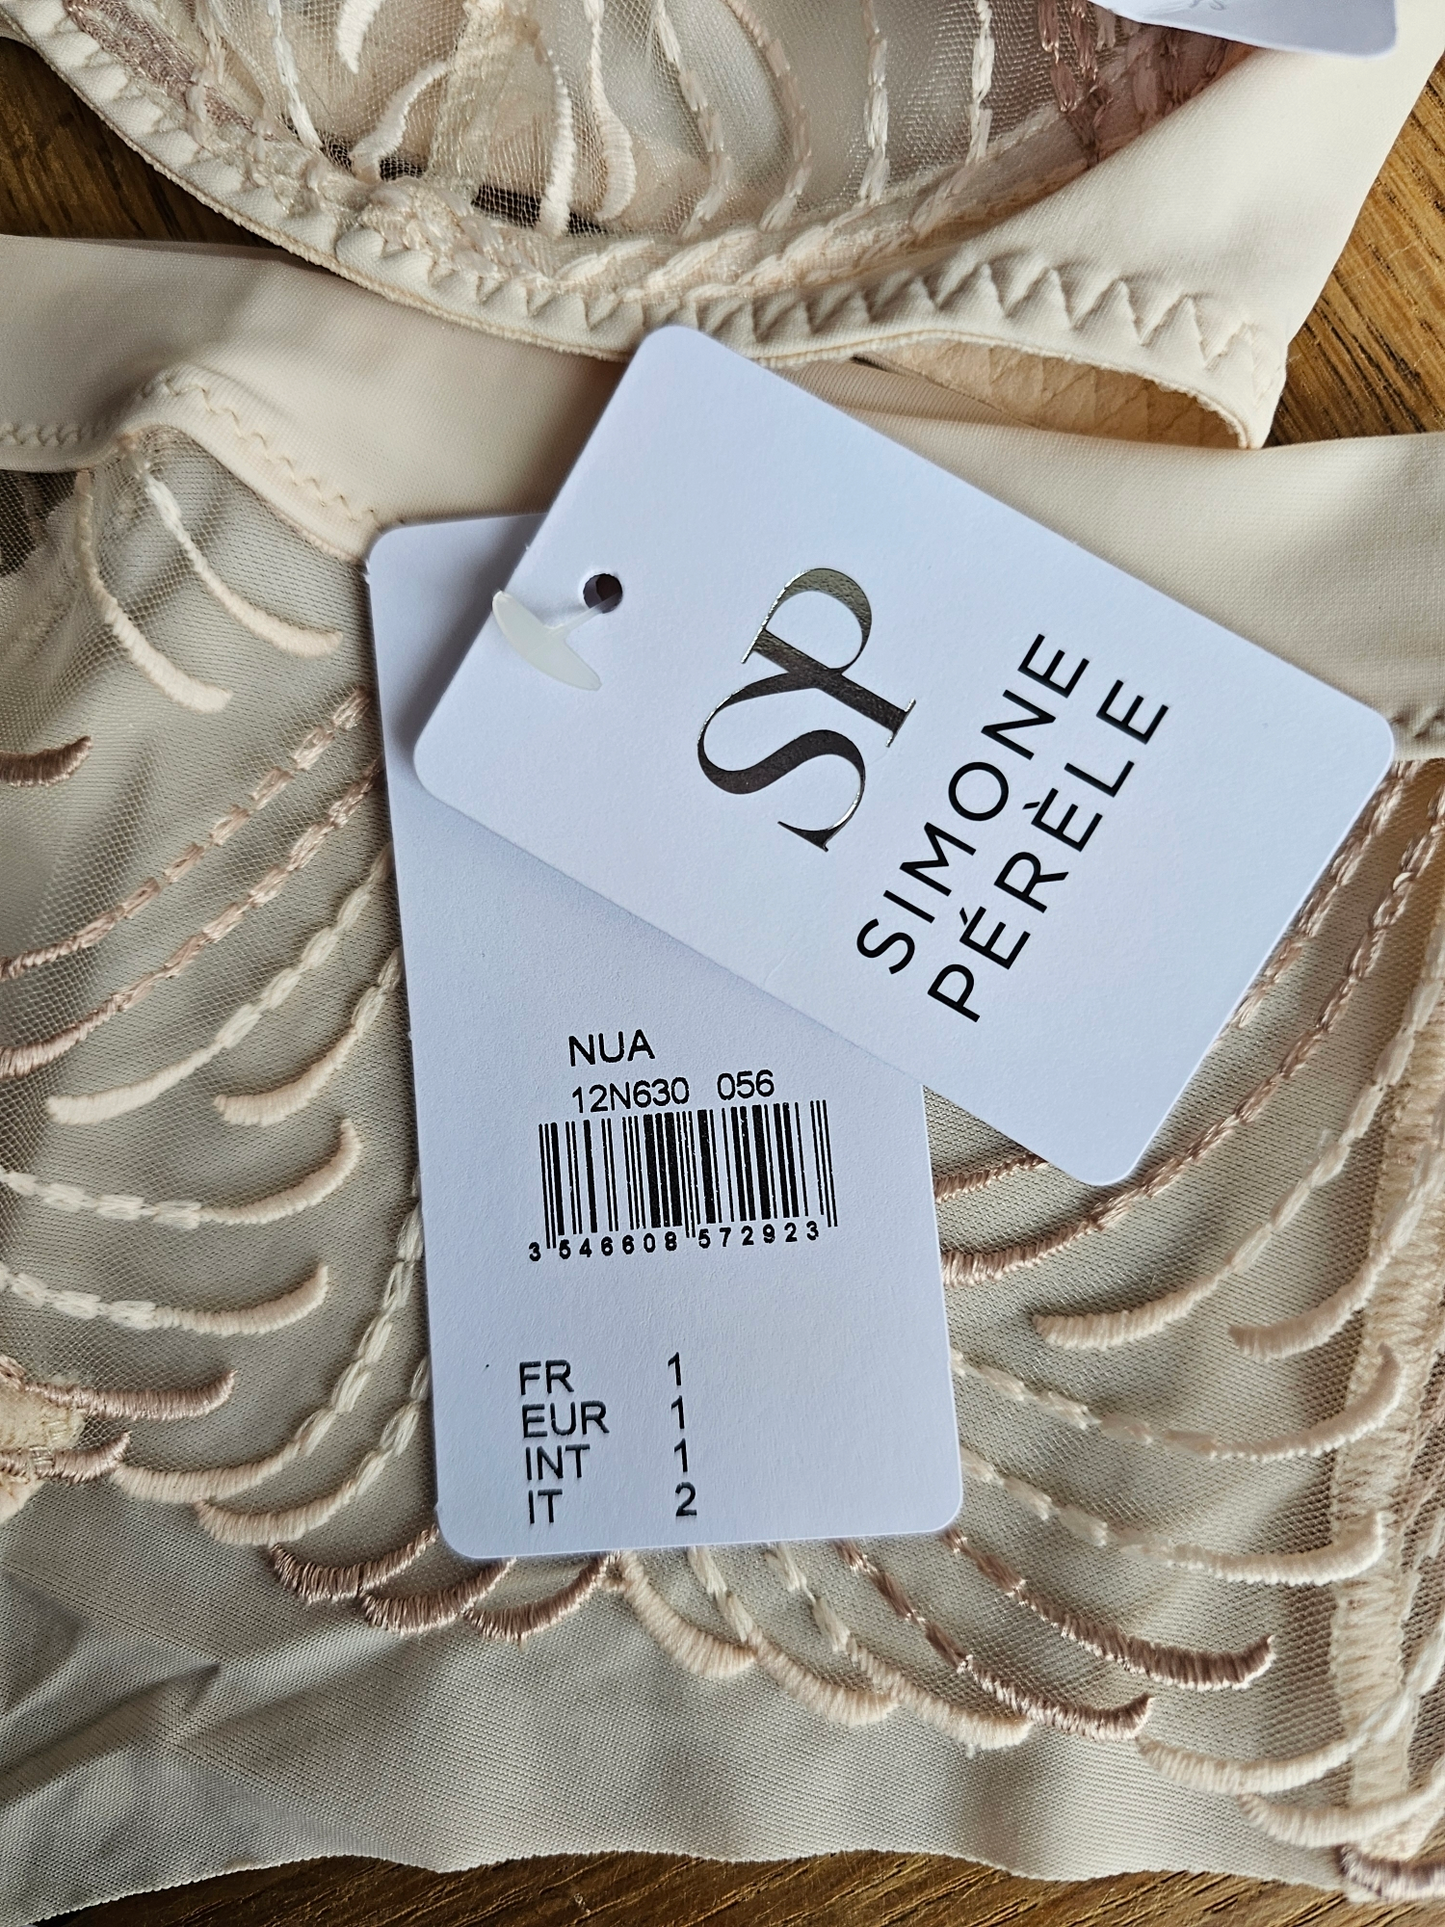 SP
SIMONE
PÉRÈLE
NUA
12N630 056
3 546608 572923
FR 1
EUR 1
INT 1
IT 2